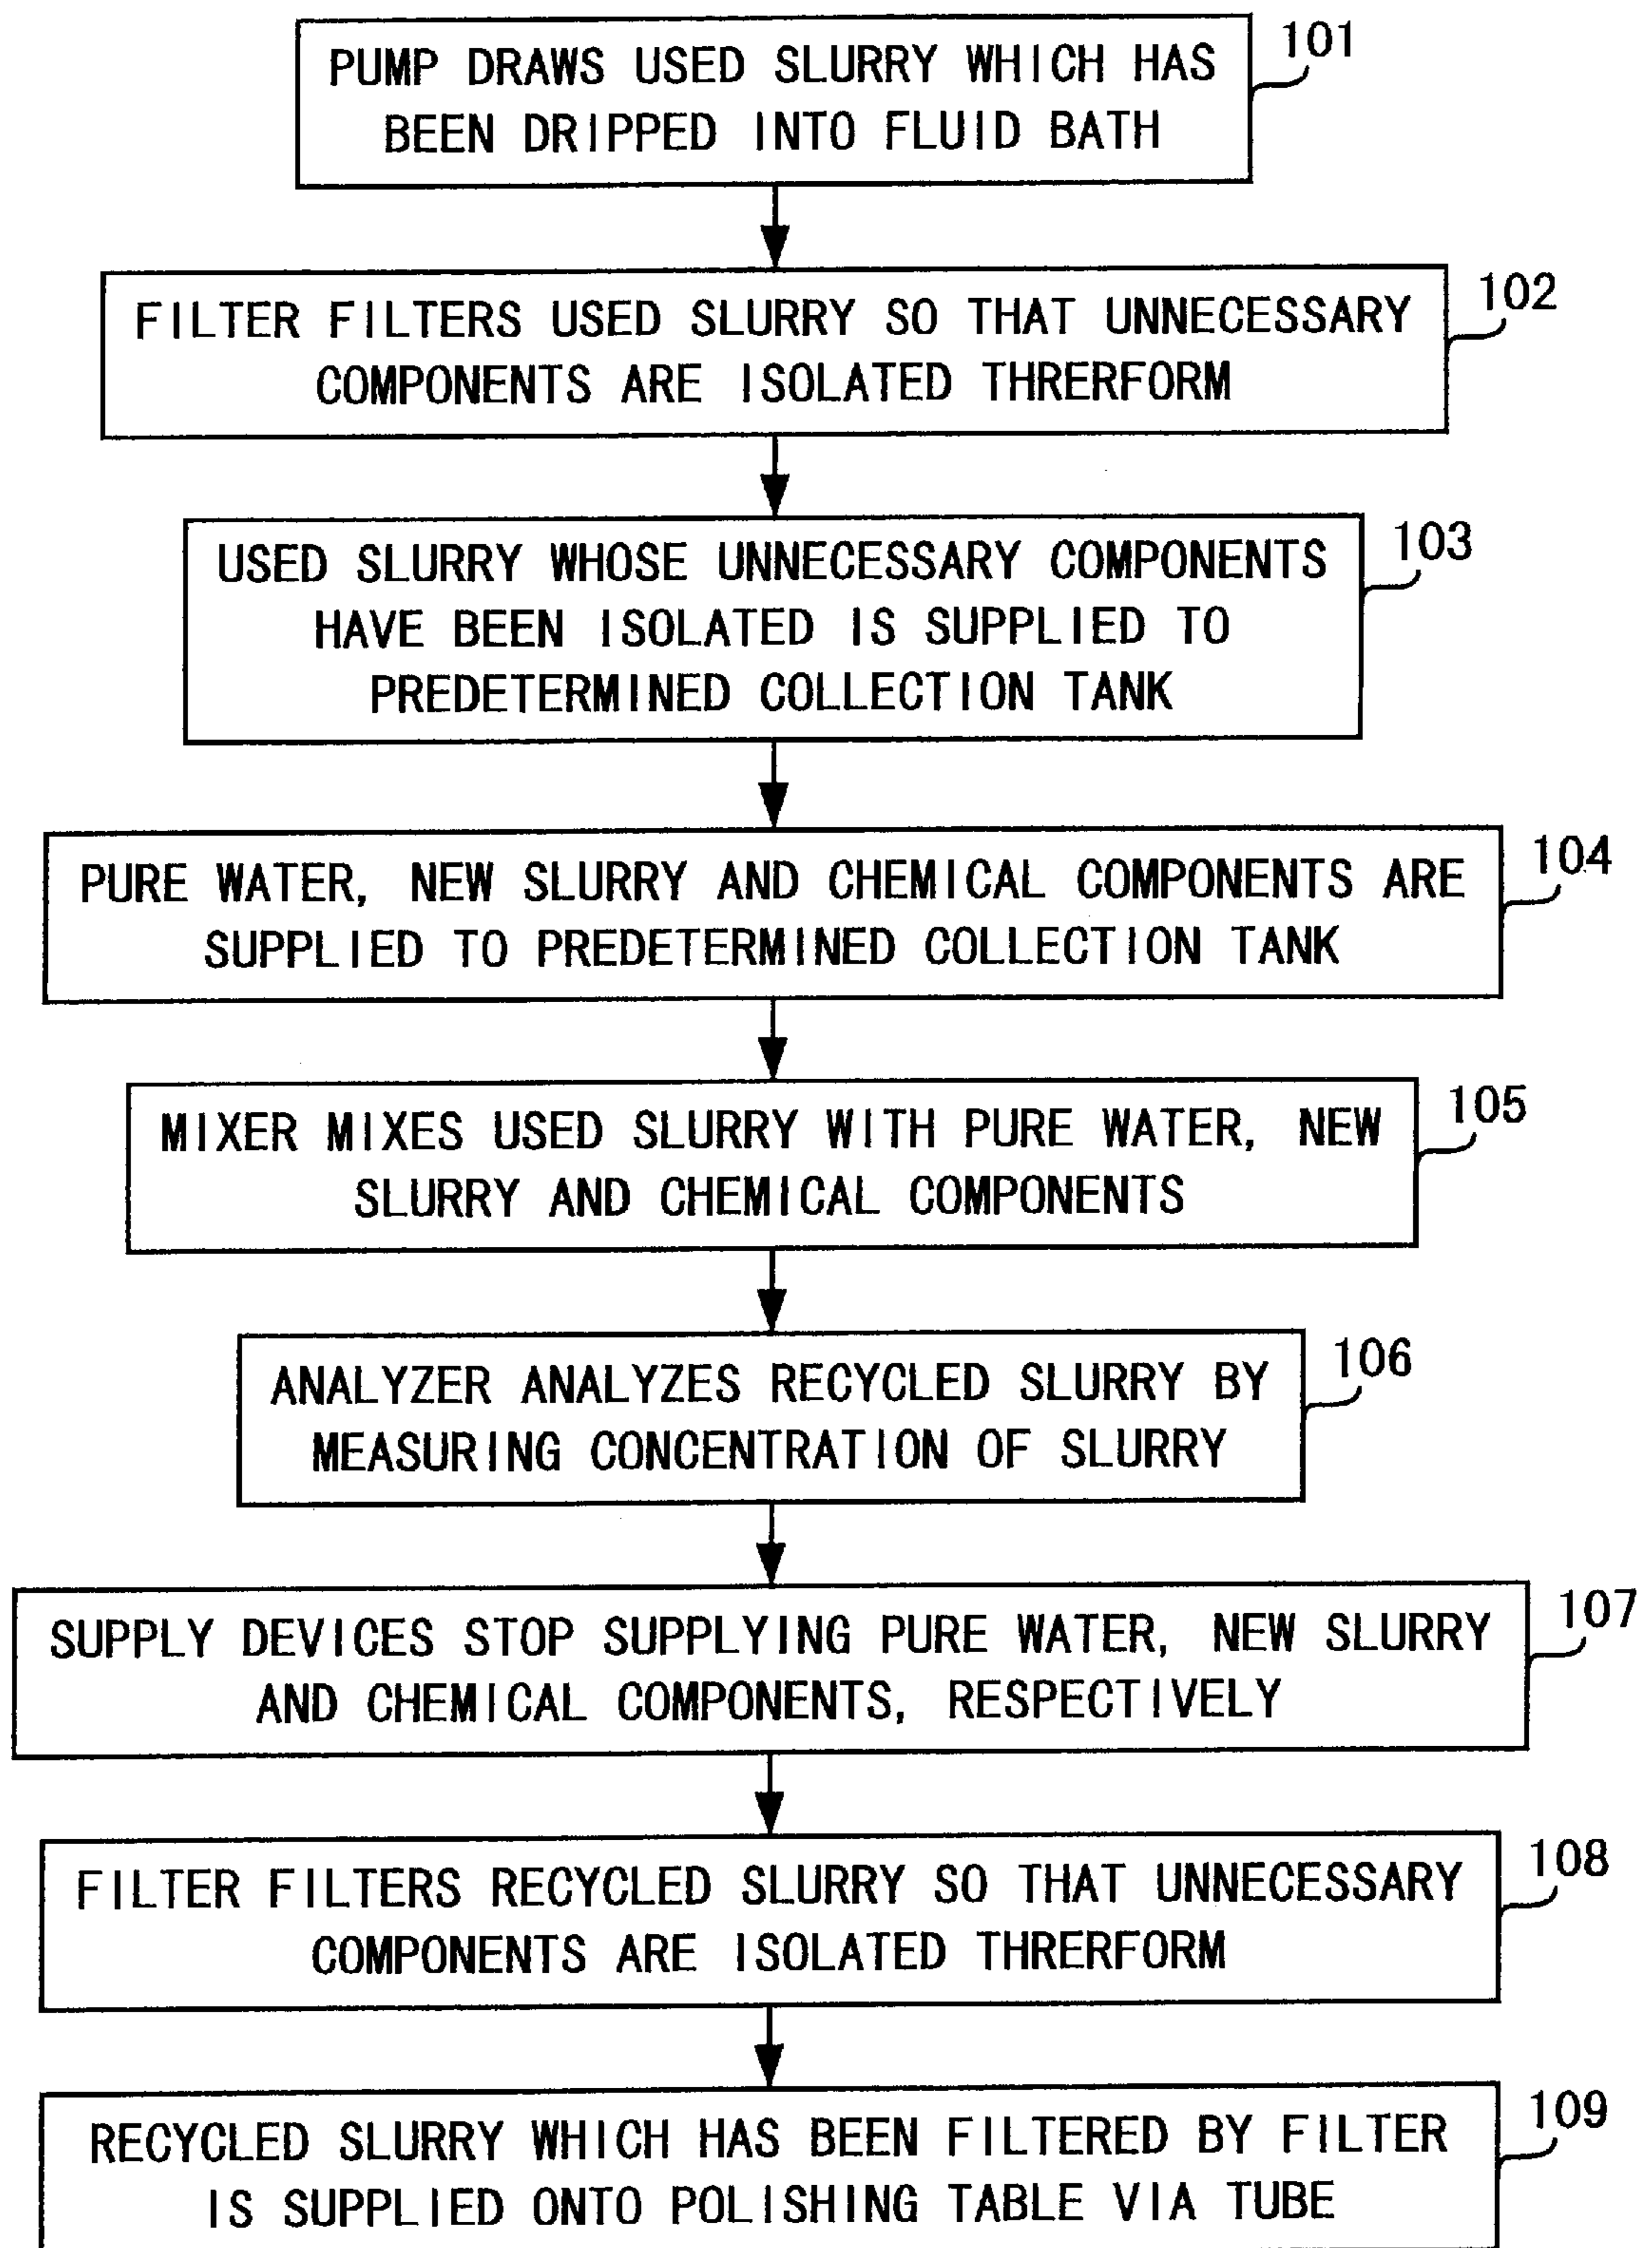 PUMP DRAWS USED SLURRY WHICH HAS
BEEN DRIPPED INTO FLUID BATH
101
FILTER FILTERS USED SLURRY SO THAT UNNECESSARY
COMPONENTS ARE ISOLATED THRERFORM
102
USED SLURRY WHOSE UNNECESSARY COMPONENTS
HAVE BEEN ISOLATED IS SUPPLIED TO
PREDETERMINED COLLECTION TANK
103
PURE WATER, NEW SLURRY AND CHEMICAL COMPONENTS ARE
SUPPLIED TO PREDETERMINED COLLECTION TANK
104
MIXER MIXES USED SLURRY WITH PURE WATER, NEW
SLURRY AND CHEMICAL COMPONENTS
105
ANALYZER ANALYZES RECYCLED SLURRY BY
MEASURING CONCENTRATION OF SLURRY
106
SUPPLY DEVICES STOP SUPPLYING PURE WATER, NEW SLURRY
AND CHEMICAL COMPONENTS, RESPECTIVELY
107
FILTER FILTERS RECYCLED SLURRY SO THAT UNNECESSARY
COMPONENTS ARE ISOLATED THRERFORM
108
RECYCLED SLURRY WHICH HAS BEEN FILTERED BY FILTER
IS SUPPLIED ONTO POLISHING TABLE VIA TUBE
109